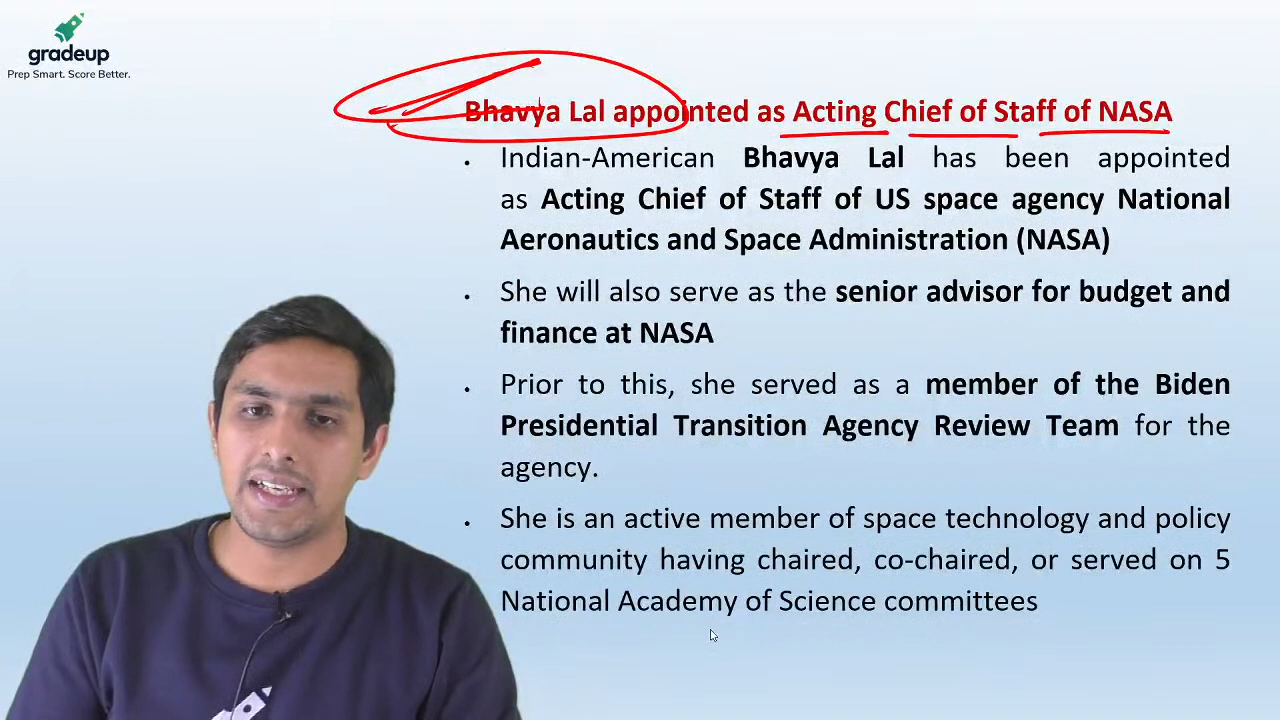 gradeup
Prep Smart. Score Better.
Bhavya Lal appointed as Acting Chief of Staff of NASA
• Indian-American Bhavya Lal has been appointed
as Acting Chief of Staff of US space agency National
Aeronautics and Space Administration (NASA)
• She will also serve as the senior advisor for budget and
finance at NASA
• Prior to this, she served as a member of the Biden
Presidential Transition Agency Review Team for the
agency.
• She is an active member of space technology and policy
community having chaired, co-chaired, or served on 5
National Academy of Science committees